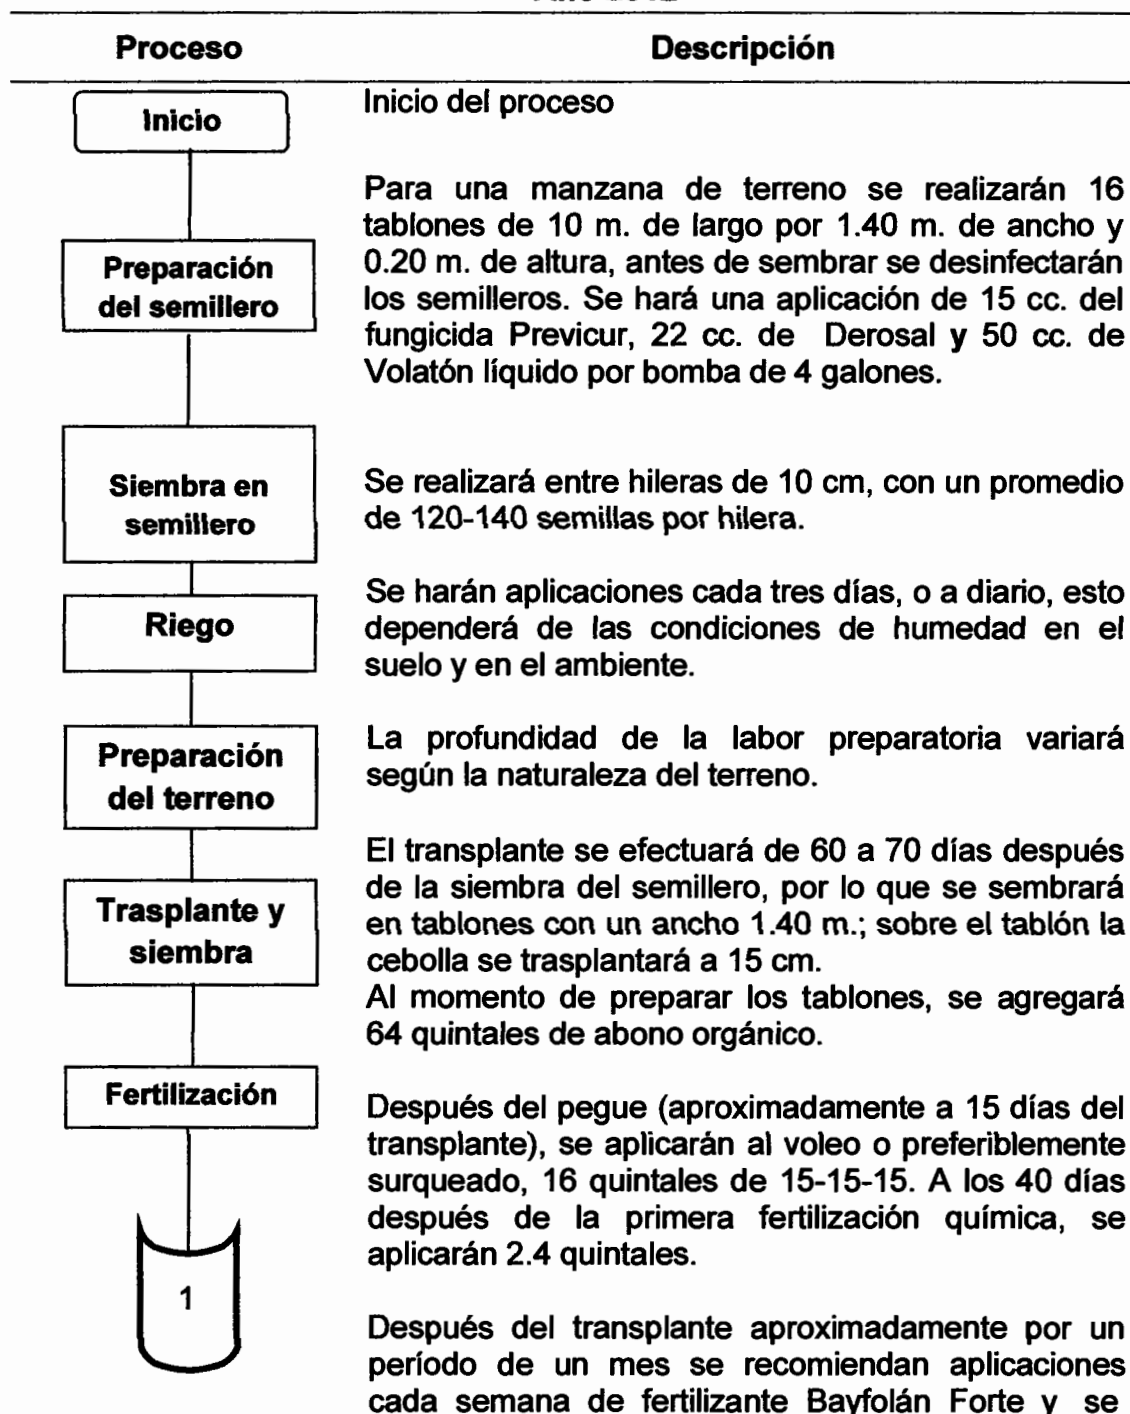 Proceso Descripción
Inicio
Inicio del proceso
Preparación
del semillero
Para una manzana de terreno se realizarán 16
tablones de 10 m. de largo por 1.40 m. de ancho y
0.20 m. de altura, antes de sembrar se desinfectarán
los semilleros. Se hará una aplicación de 15 cc. del
fungicida Previcur, 22 cc. de Derosal y 50 cc. de
Volatón líquido por bomba de 4 galones.
Siembra en
semillero
Se realizará entre hileras de 10 cm, con un promedio
de 120-140 semillas por hilera.
Riego
Se harán aplicaciones cada tres días, o a diario, esto
dependerá de las condiciones de humedad en el
suelo y en el ambiente.
Preparación
del terreno
La profundidad de la labor preparatoria variará
según la naturaleza del terreno.
Trasplante y
siembra
El transplante se efectuará de 60 a 70 días después
de la siembra del semillero, por lo que se sembrará
en tablones con un ancho 1.40 m.; sobre el tablón la
cebolla se trasplantará a 15 cm.
Al momento de preparar los tablones, se agregará
64 quintales de abono orgánico.
Fertilización
Después del pegue (aproximadamente a 15 días del
transplante), se aplicarán al voleo o preferiblemente
surqueado, 16 quintales de 15-15-15. A los 40 días
después de la primera fertilización química, se
aplicarán 2.4 quintales.
1
Después del transplante aproximadamente por un
período de un mes se recomiendan aplicaciones
cada semana de fertilizante Bayfolán Forte y se